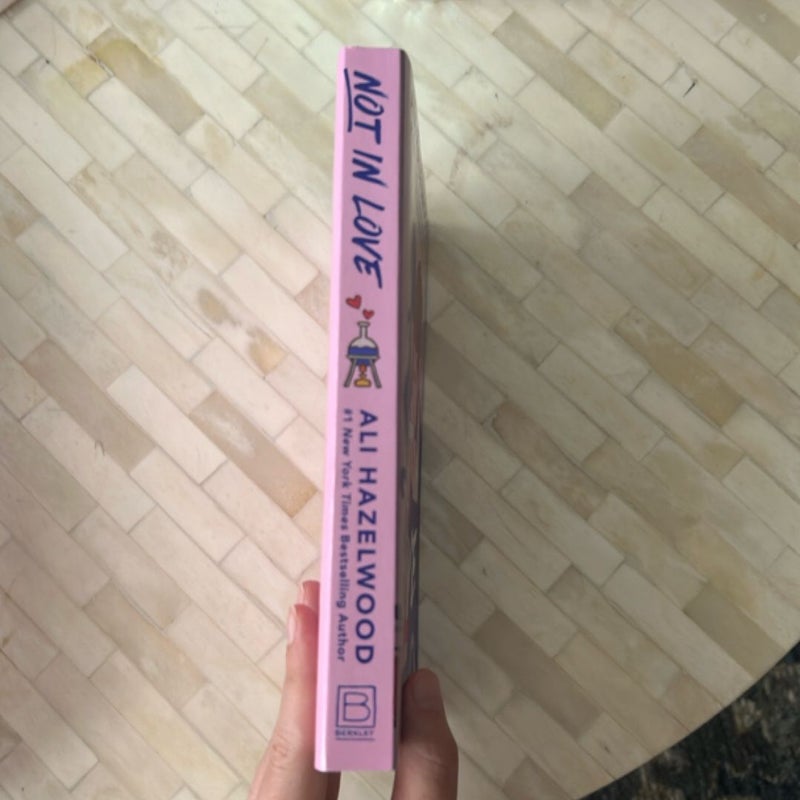 NOT IN LOVE
ALI HAZELWOOD
#1 New York Times Bestselling Author
B
BERKLEY